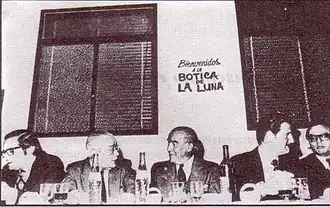 Bienvenidos
A LA
BOTICA
DE
LA LUNA